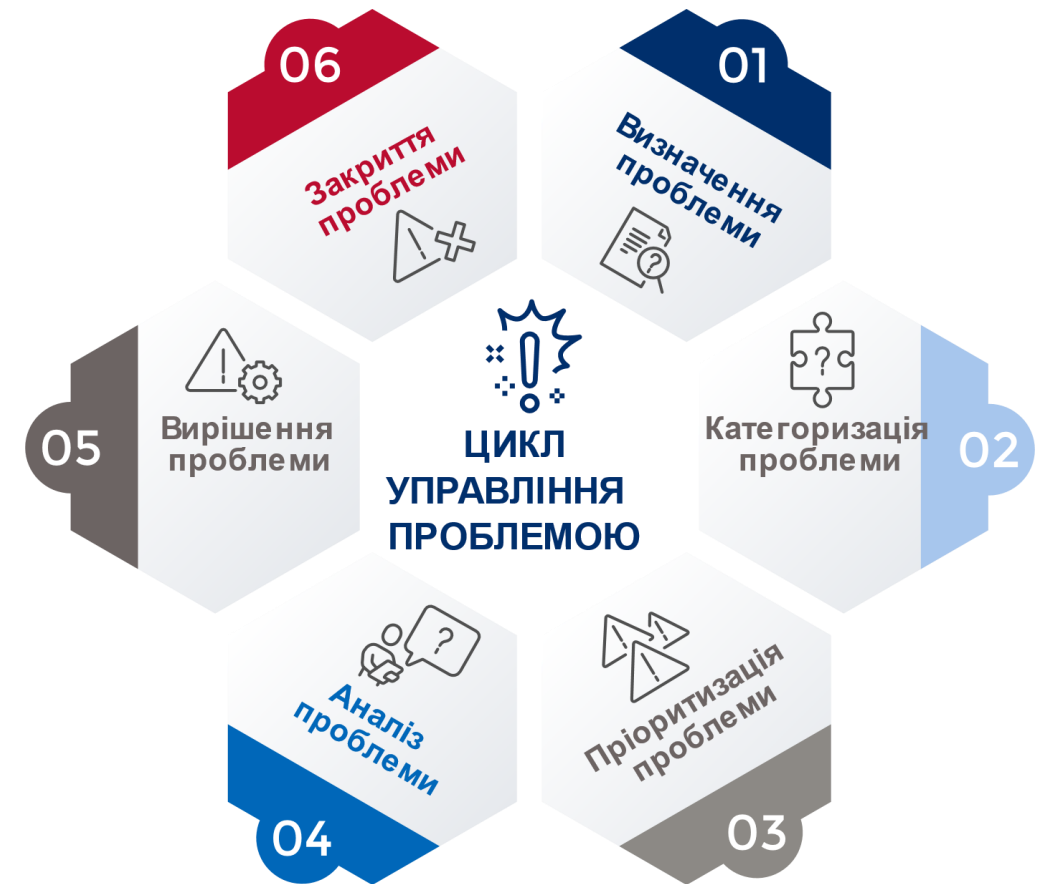 ЦИКЛ
УПРАВЛІННЯ
ПРОБЛЕМОЮ
01
Визначення
проблеми
02
Категоризація
проблеми
03
Пріоритизація
проблеми
04
Аналіз
проблеми
05
Вирішення
проблеми
06
Закриття
проблеми